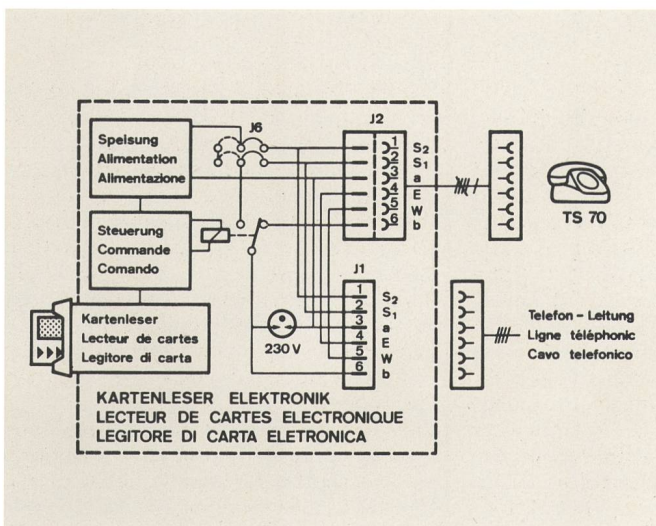 J6
J2
Speisung
Alimentation
Alimentazione
1 S2
2 S1
3 a
4 E
5 W
6 b
TS 70
Steuerung
Commande
Comando
J1
1 S2
2 S1
3 a
4 E
5 W
6 b
Kartenleser
Lecteur de cartes
Legitore di carta
230 V
Telefon - Leitung
Ligne téléphonic
Cavo telefonico
KARTENLESER ELEKTRONIK
LECTEUR DE CARTES ELECTRONIQUE
LEGITORE DI CARTA ELETRONICA